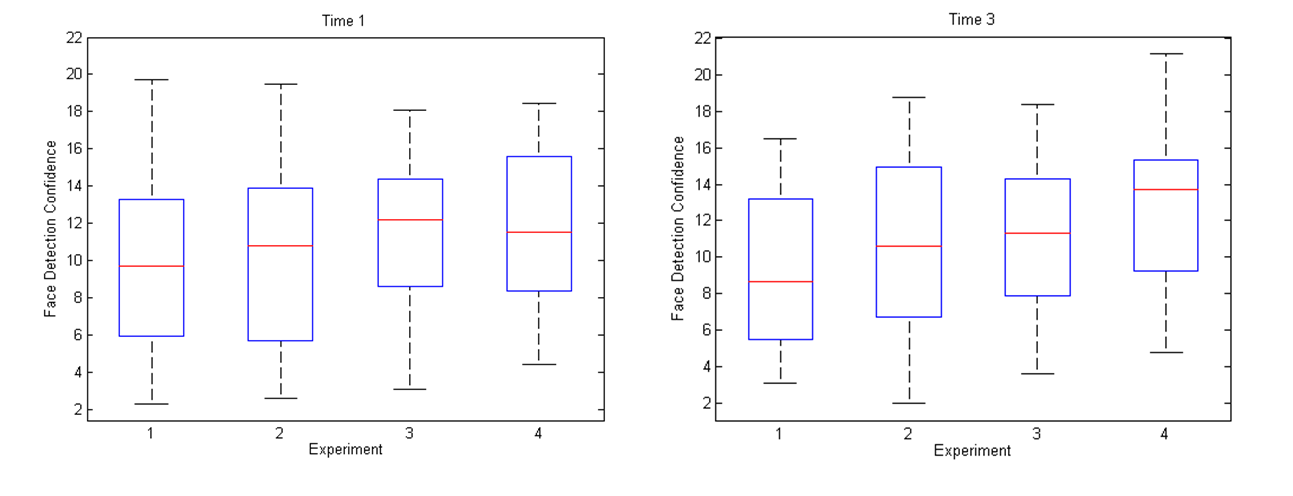 Time 1
22
20
18
16
14
12
10
8
6
4
2
Face Detection Confidence
1 2 3 4
Experiment
Time 3
22
20
18
16
14
12
10
8
6
4
2
Face Detection Confidence
1 2 3 4
Experiment